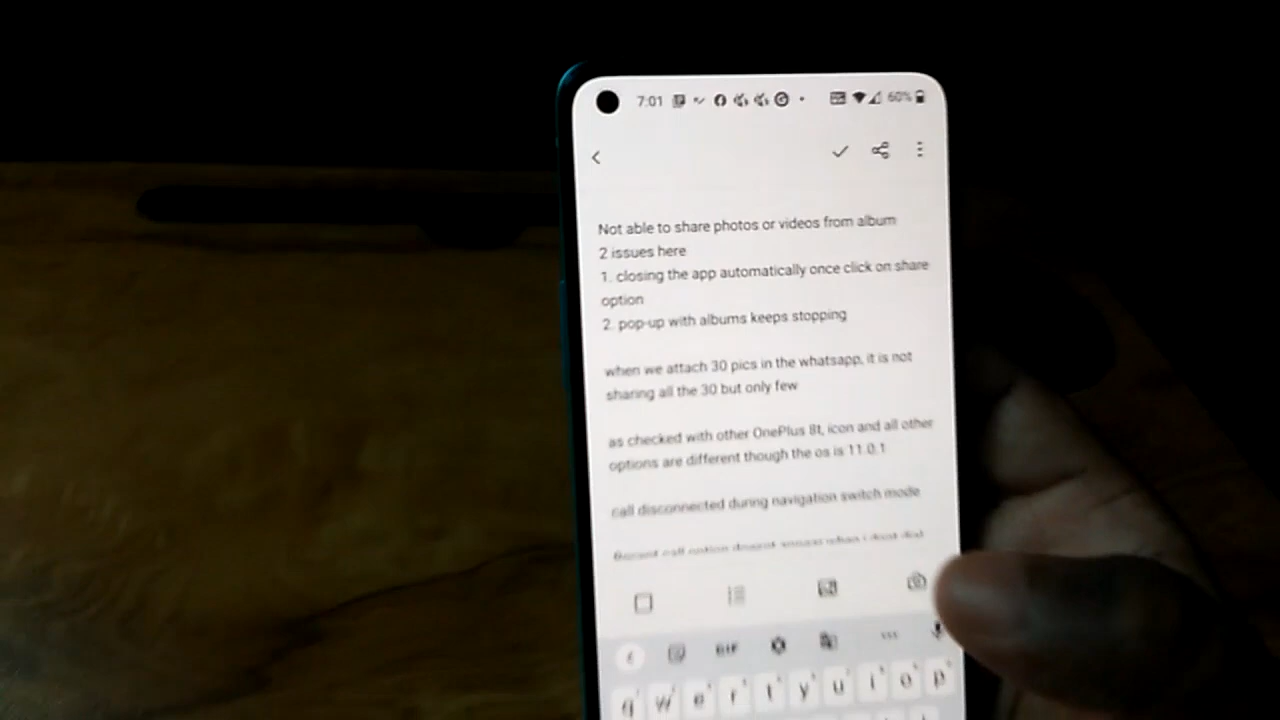 7:01
60%
Not able to share photos or videos from album
2 issues here
1. closing the app automatically once click on share
option
2. pop-up with albums keeps stopping
when we attach 30 pics in the whatsapp, it is not
sharing all the 30 but only few
as checked with other OnePlus 8t, icon and all other
options are different though the os is 11.0.1
call disconnected during navigation switch mode
call option
GIF
q w e r t y u i o p